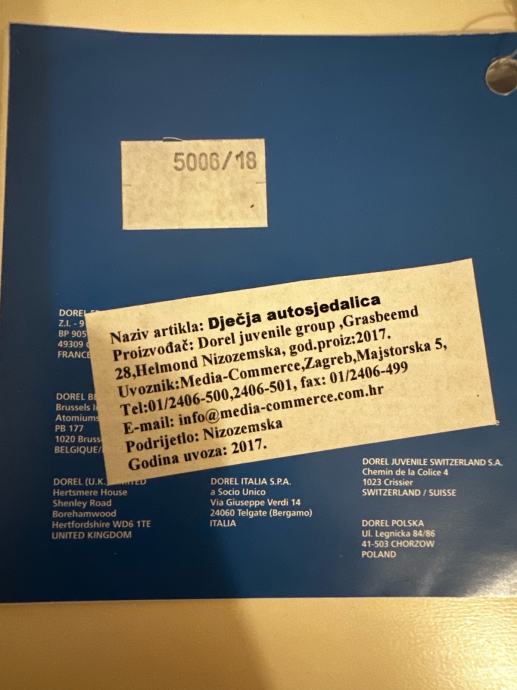 5006/18
Naziv artikla: Dječja autosjedalica
Proizvođač: Dorel juvenile group ,Grasbeemd
28,Helmond Nizozemska, god.proiz:2017.
Uvoznik:Media-Commerce,Zagreb,Majstorska 5,
Tel:01/2406-500,2406-501, fax: 01/2406-499
E-mail: info@media-commerce.com.hr
Podrijetlo: Nizozemska
Godina uvoza: 2017.
DOREL
Z.I. - 9
BP 905
49309
FRANCE
DOREL
Brussels
Atomiums
PB 177
1020
BELGIQUE/
DOREL (U.K.)
Hertsmere House
Shenley Road
Borehamwood
Hertfordshire WD6 1TE
UNITED KINGDOM
DOREL ITALIA S.P.A.
a Socio Unico
Via Giuseppe Verdi 14
24060 Telgate (Bergamo)
ITALIA
DOREL JUVENILE SWITZERLAND S.A.
Chemin de la Colice 4
1023 Crissier
SWITZERLAND / SUISSE
DOREL POLSKA
Ul. Legnicka 84/86
41-503 CHORZOW
POLAND